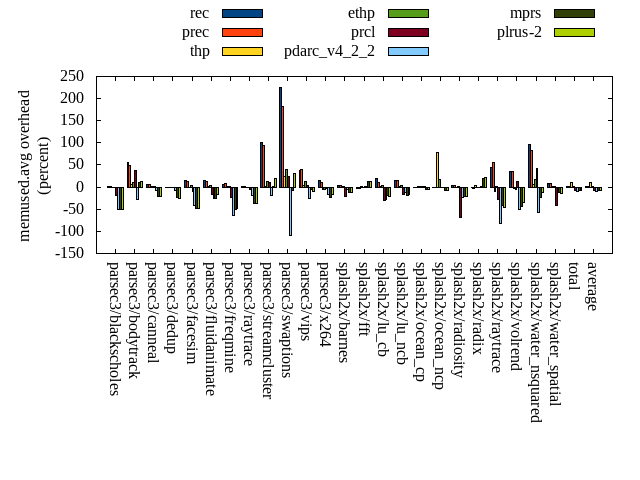 rec ethp mprs
prec prcl plrus-2
thp pdarc_v4_2_2
memused.avg overhead
(percent)
250
200
150
100
50
0
-50
-100
-150
parsec3/blackscholes
parsec3/bodytrack
parsec3/canneal
parsec3/dedup
parsec3/facesim
parsec3/fluidanimate
parsec3/freqmine
parsec3/raytrace
parsec3/streamcluster
parsec3/swaptions
parsec3/vips
parsec3/x264
splash2x/barnes
splash2x/fft
splash2x/lu_cb
splash2x/lu_ncb
splash2x/ocean_cp
splash2x/ocean_ncp
splash2x/radiosity
splash2x/radix
splash2x/raytrace
splash2x/volrend
splash2x/water_nsquared
splash2x/water_spatial
total
average